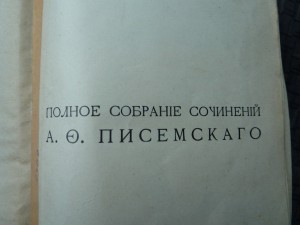 ПОЛНОЕ СОБРАНІЕ СОЧИНЕНІЙ
А. Ѳ. ПИСЕМСКАГО